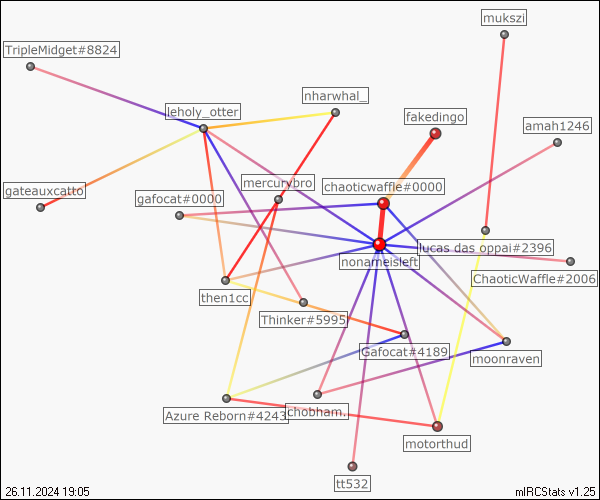 mukszi
TripleMidget#8824
nharwhal_
leholy_otter
fakedingo
amah1246
mercurybro
chaoticwaffle#0000
gateauxcatto
gafocat#0000
lucas das oppai#2396
nonameisleft
ChaoticWaffle#2006
then1cc
Thinker#5995
Gafocat#4189
moonraven
Azure Reborn#4243
chobham.
motorthud
tt532
26.11.2024 19:05
mIRCStats v1.25